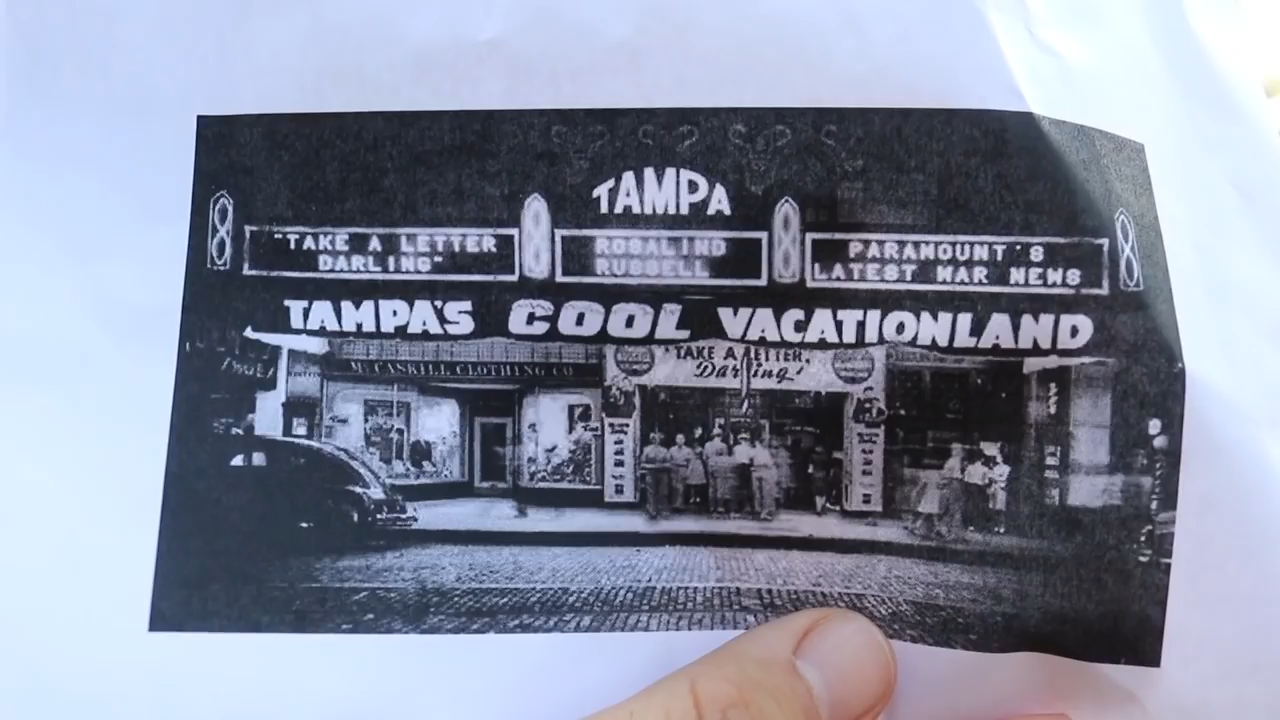 TAMPA
"TAKE A LETTER
DARLING"
ROSALIND
RUSSELL
PARAMOUNT'S
LATEST WAR NEWS
TAMPA'S COOL VACATIONLAND
MCCASKILL CLOTHING CO
"TAKE A LETTER,
Darling"